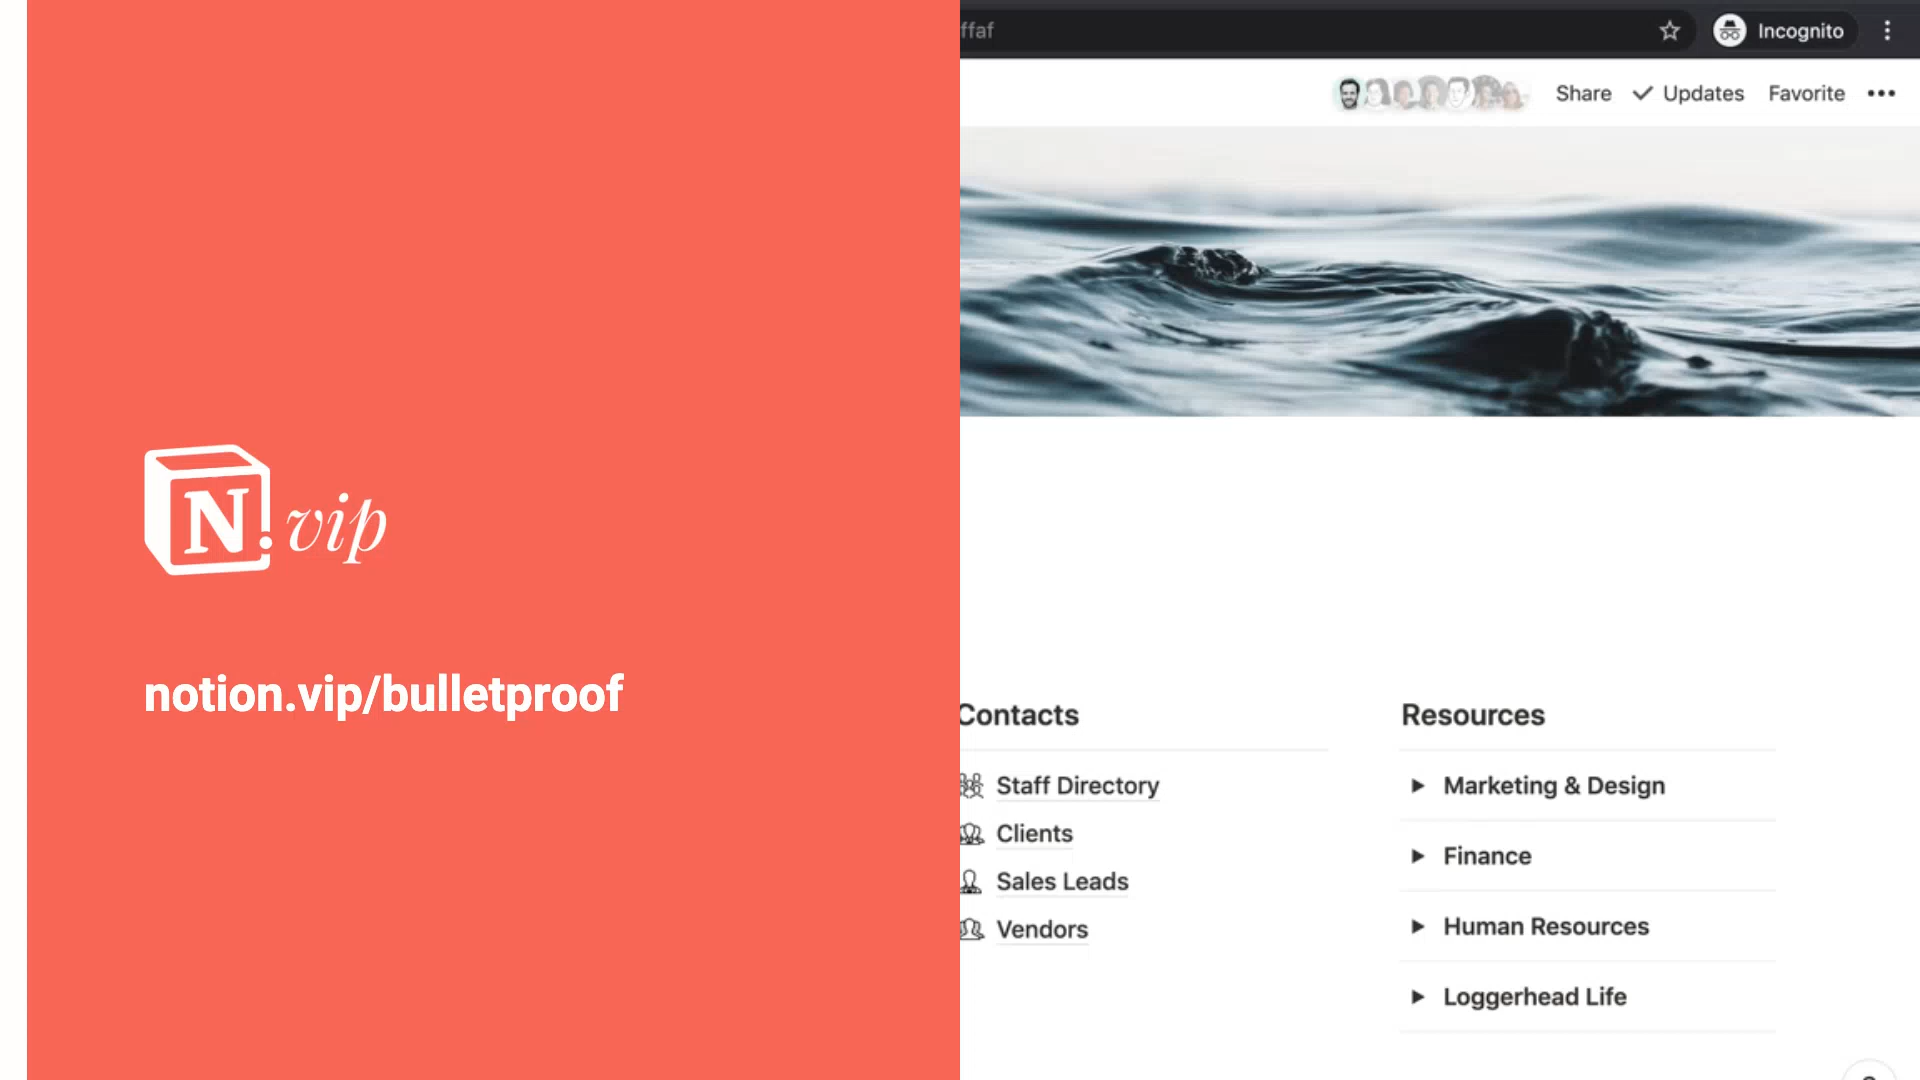 N.vip
notion.vip/bulletproof
ffaf
Incognito
Share
Updates
Favorite
Contacts
Staff Directory
Clients
Sales Leads
Vendors
Resources
Marketing & Design
Finance
Human Resources
Loggerhead Life